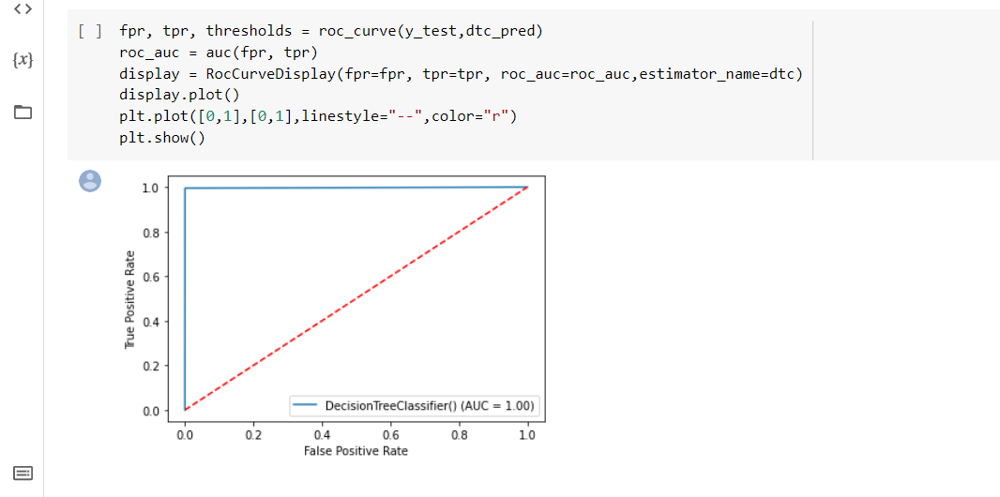 <>
{x}
[ ] fpr, tpr, thresholds = roc_curve(y_test,dtc_pred)
roc_auc = auc(fpr, tpr)
display = RocCurveDisplay(fpr=fpr, tpr=tpr, roc_auc=roc_auc,estimator_name=dtc)
display.plot()
plt.plot([0,1],[0,1],linestyle="--",color="r")
plt.show()
True Positive Rate
1.0
0.8
0.6
0.4
0.2
0.0
DecisionTreeClassifier() (AUC = 1.00)
0.0 0.2 0.4 0.6 0.8 1.0
False Positive Rate